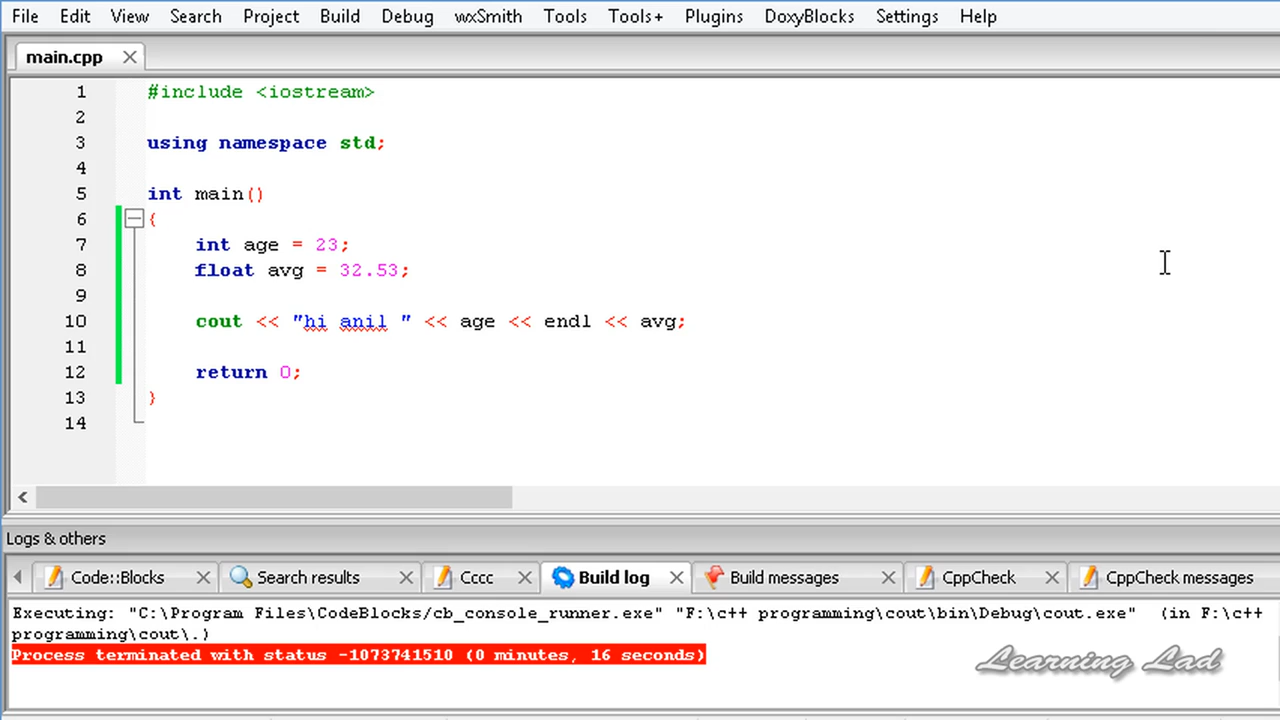 File Edit View Search Project Build Debug wxSmith Tools Tools+ Plugins DoxyBlocks Settings Help
main.cpp
1 #include <iostream>
2
3 using namespace std;
4
5 int main()
6 {
7 int age = 23;
8 float avg = 32.53;
9
10 cout << "hi anil " << age << endl << avg;
11
12 return 0;
13 }
14
Logs & others
Code::Blocks Search results Cccc Build log Build messages CppCheck CppCheck messages
Executing: "C:\Program Files\CodeBlocks/cb_console_runner.exe" "F:\c++ programming\cout\bin\Debug\cout.exe" (in F:\c++
programming\cout\.)
Process terminated with status -1073741510 (0 minutes, 16 seconds)
Learning Lad